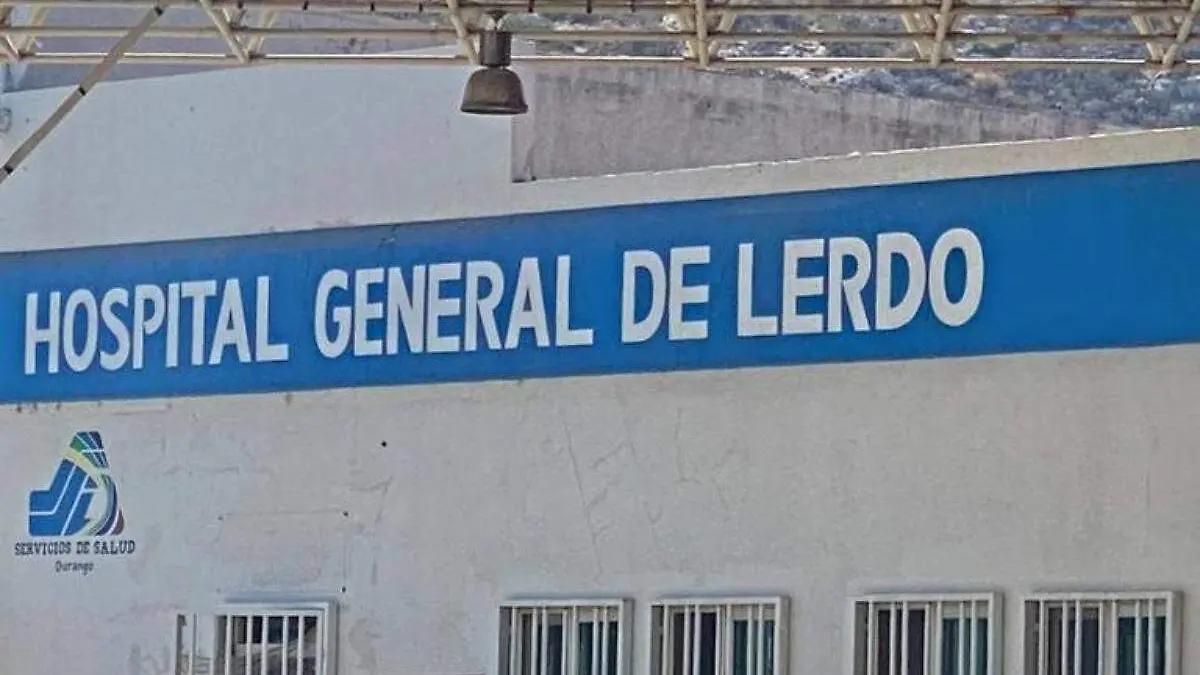 HOSPITAL GENERAL DE LERDO
SERVICIOS DE SALUD
Durango